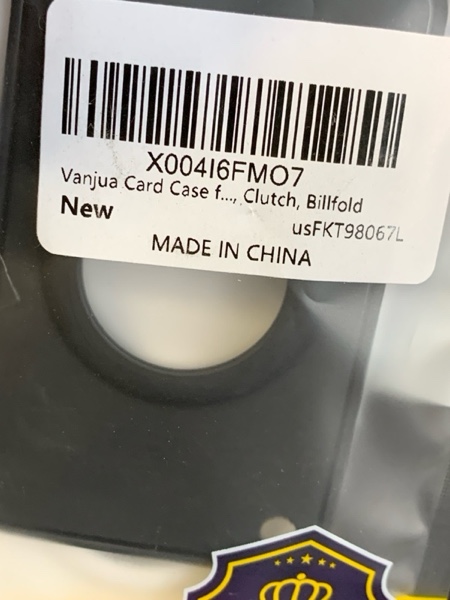 X004I6FMO7
Vanjua Card Case f..., Clutch, Billfold
New
usFKT98067L
MADE IN CHINA